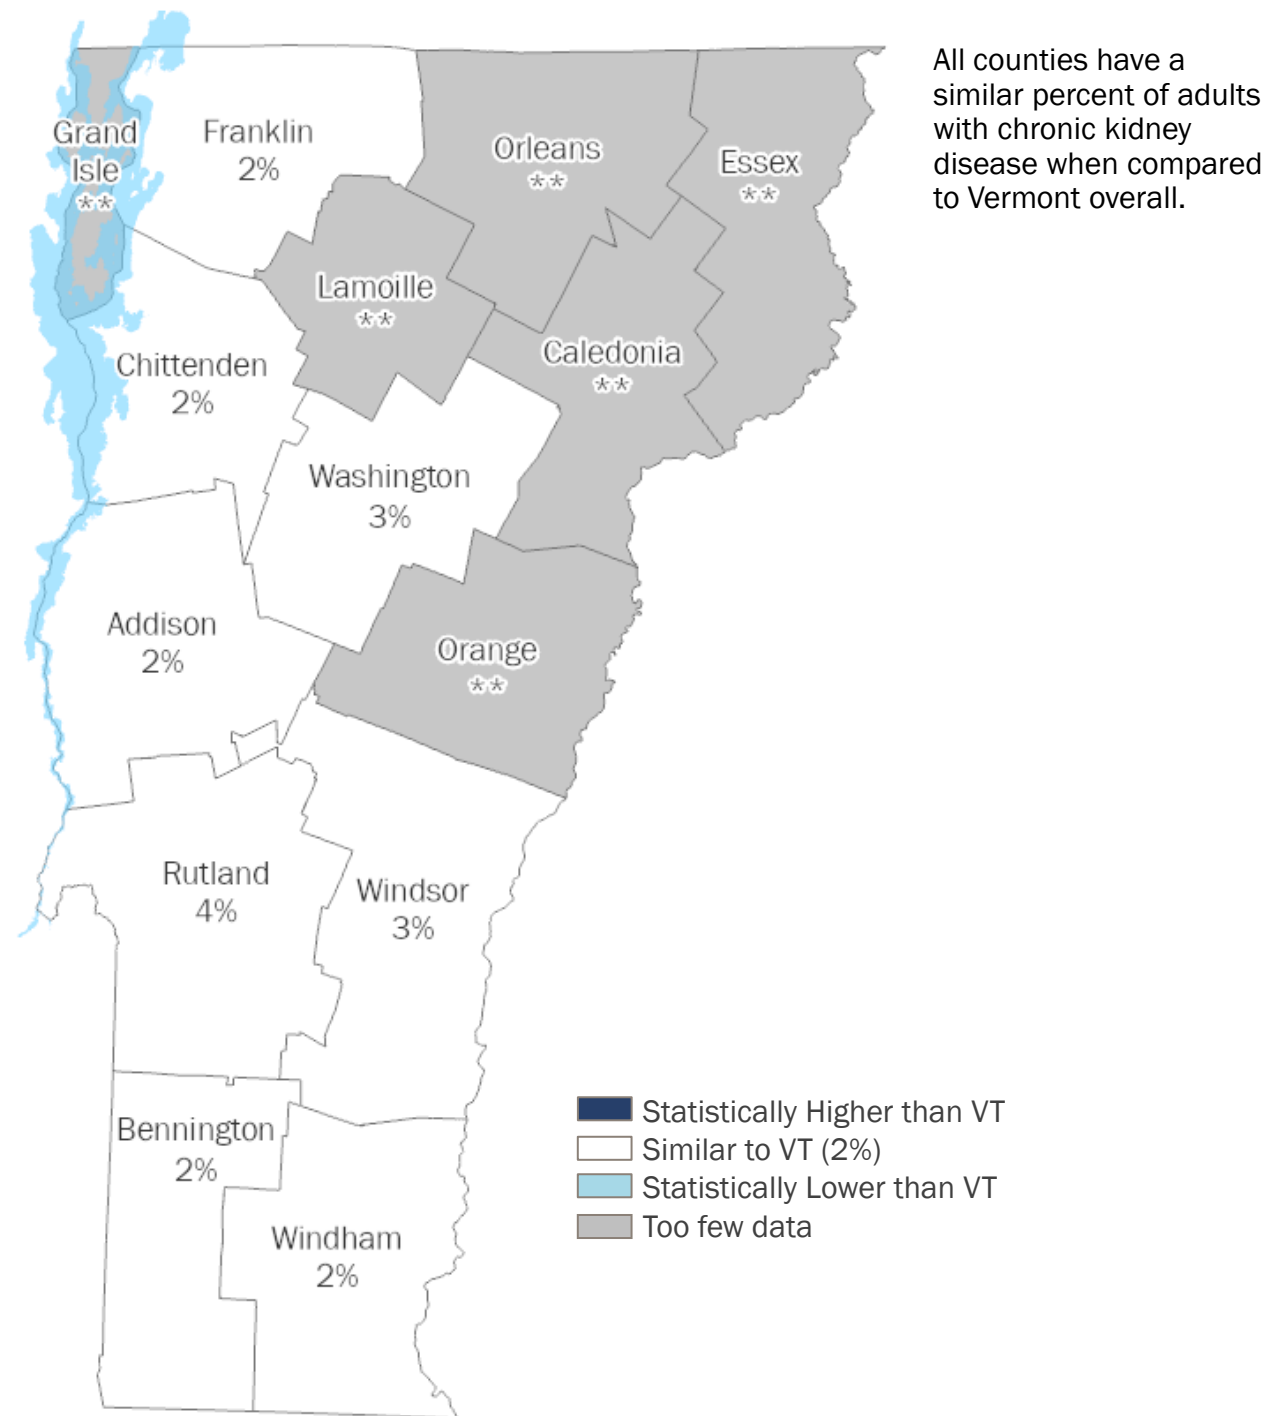 All counties have a
similar percent of adults
with chronic kidney
disease when compared
to Vermont overall.
Grand
Isle
**
Franklin
2%
Orleans
**
Essex
**
Lamoille
**
Chittenden
2%
Caledonia
**
Washington
3%
Addison
2%
Orange
**
Rutland
4%
Windsor
3%
Bennington
2%
Windham
2%
Statistically Higher than VT
Similar to VT (2%)
Statistically Lower than VT
Too few data